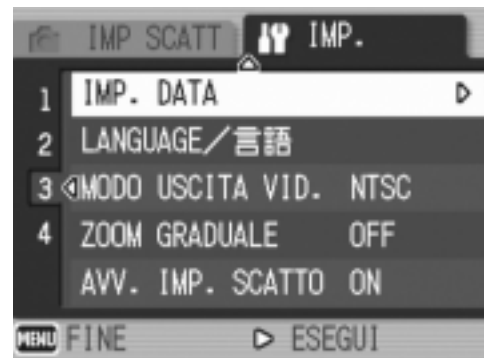 IMP SCATT IMP.
1 IMP. DATA
2 LANGUAGE/言語
3 MODO USCITA VID. NTSC
4 ZOOM GRADUALE OFF
AVV. IMP. SCATTO ON
MENU FINE ESEGUI